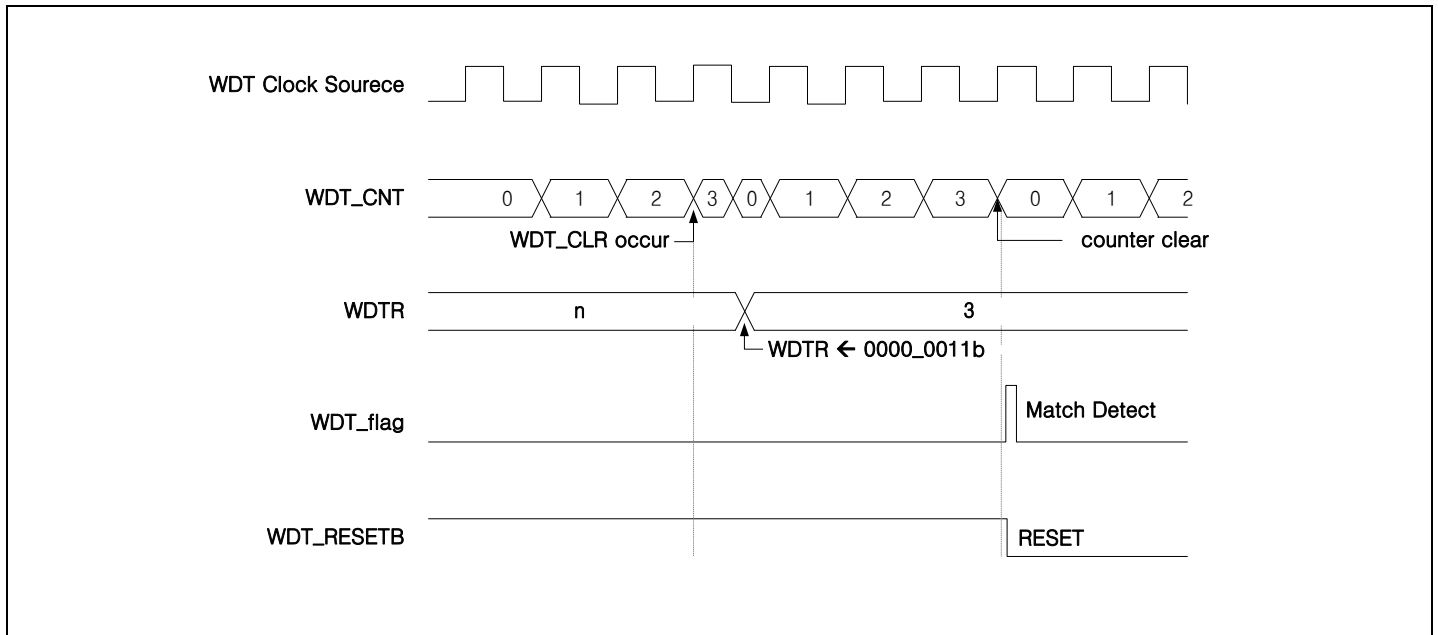 WDT Clock Sourece
WDT_CNT 0 1 2 3 0 1 2 3 0 1 2
WDT_CLR occur counter clear
WDTR n 3
WDTR ← 0000_0011b
WDT_flag Match Detect
WDT_RESETB RESET